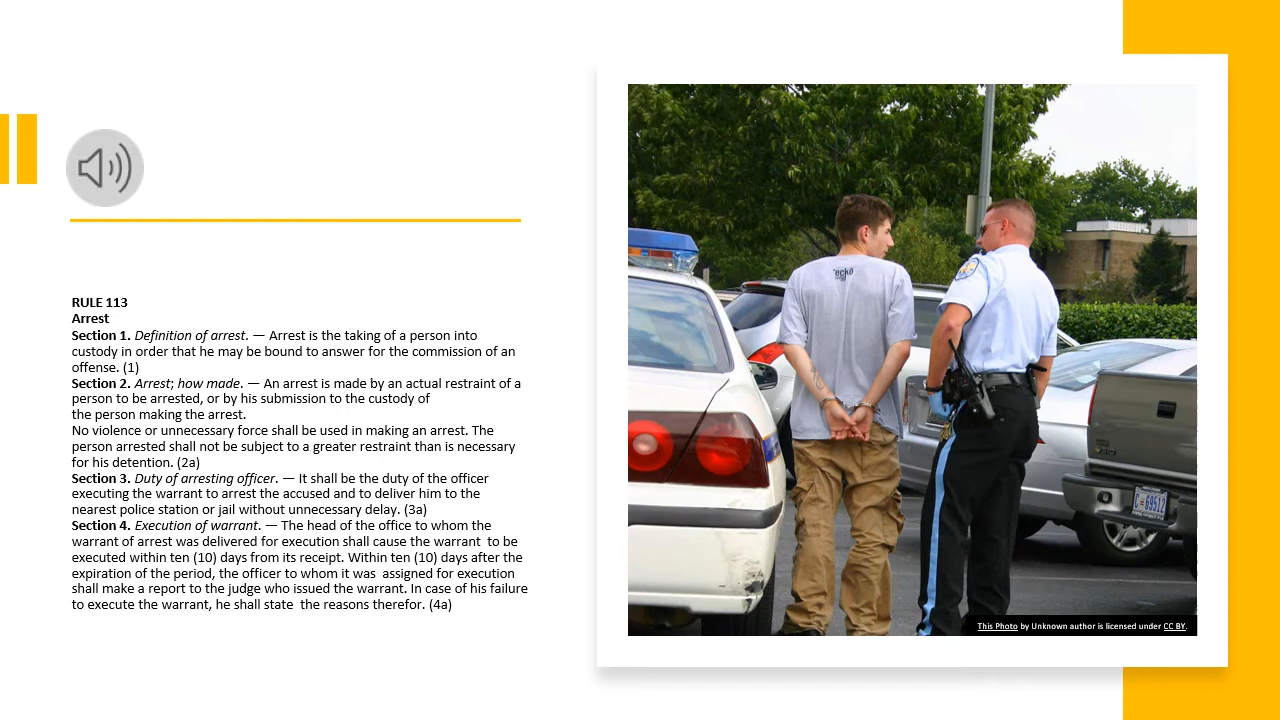 RULE 113
Arrest
Section 1. Definition of arrest. — Arrest is the taking of a person into
custody in order that he may be bound to answer for the commission of an
offense. (1)
Section 2. Arrest; how made. — An arrest is made by an actual restraint of a
person to be arrested, or by his submission to the custody of
the person making the arrest.
No violence or unnecessary force shall be used in making an arrest. The
person arrested shall not be subject to a greater restraint than is necessary
for his detention. (2a)
Section 3. Duty of arresting officer. — It shall be the duty of the officer
executing the warrant to arrest the accused and to deliver him to the
nearest police station or jail without unnecessary delay. (3a)
Section 4. Execution of warrant. — The head of the office to whom the
warrant of arrest was delivered for execution shall cause the warrant to be
executed within ten (10) days from its receipt. Within ten (10) days after the
expiration of the period, the officer to whom it was assigned for execution
shall make a report to the judge who issued the warrant. In case of his failure
to execute the warrant, he shall state the reasons therefor. (4a)
ecko
C 69512
This Photo by Unknown author is licensed under CC BY.